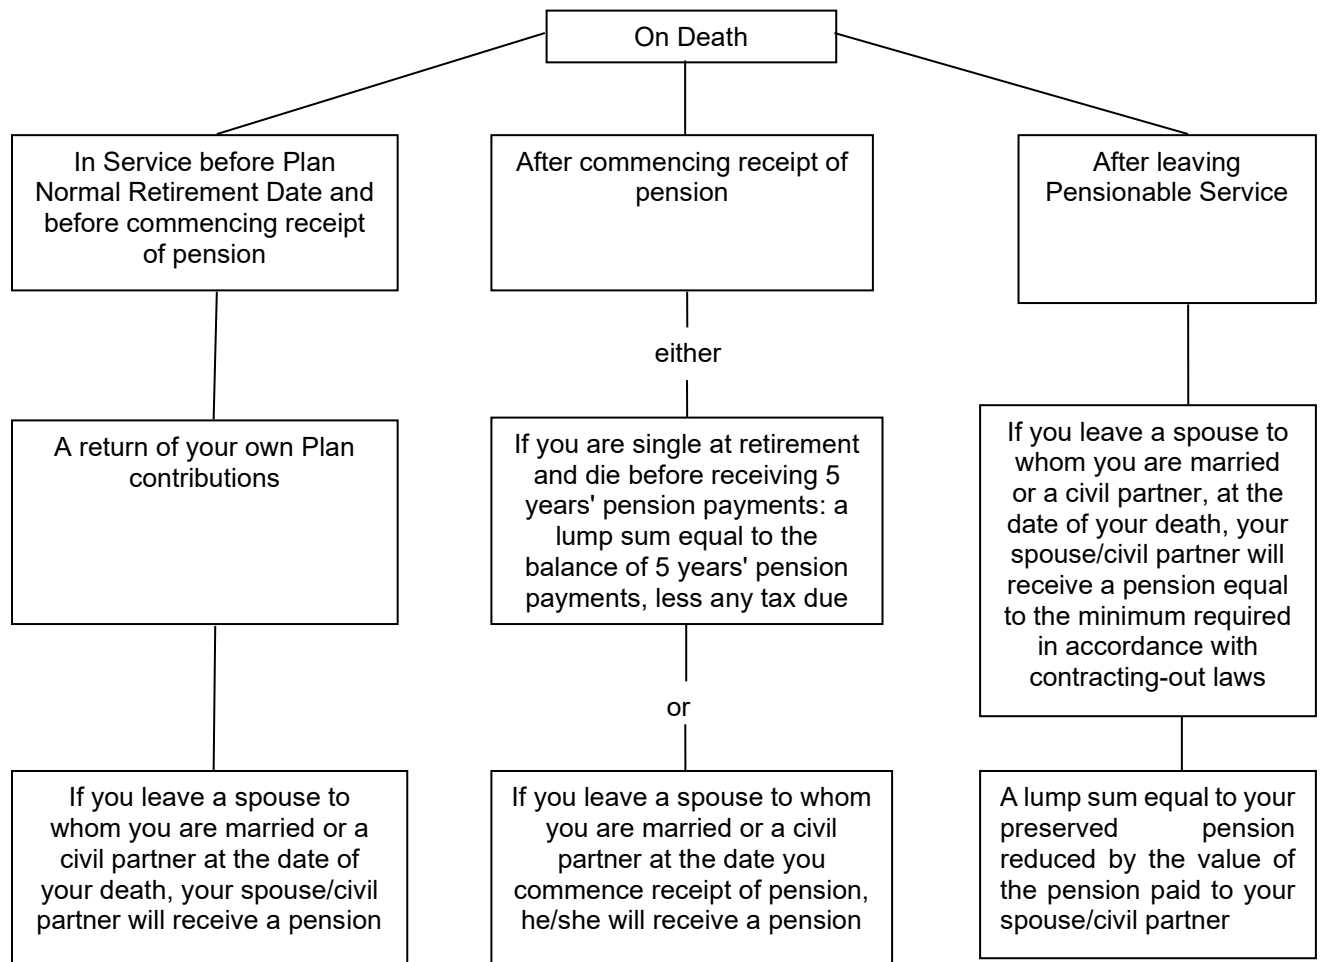 On Death
In Service before Plan
Normal Retirement Date and
before commencing receipt
of pension
After commencing receipt of
pension
After leaving
Pensionable Service
either
A return of your own Plan
contributions
If you are single at retirement
and die before receiving 5
years' pension payments: a
lump sum equal to the
balance of 5 years' pension
payments, less any tax due
If you leave a spouse to
whom you are married
or a civil partner, at the
date of your death, your
spouse/civil partner will
receive a pension equal
to the minimum required
in accordance with
contracting-out laws
or
If you leave a spouse to
whom you are married or a
civil partner at the date of
your death, your spouse/civil
partner will receive a pension
If you leave a spouse to whom
you are married or a civil
partner at the date you
commence receipt of pension,
he/she will receive a pension
A lump sum equal to your
preserved pension
reduced by the value of
the pension paid to your
spouse/civil partner